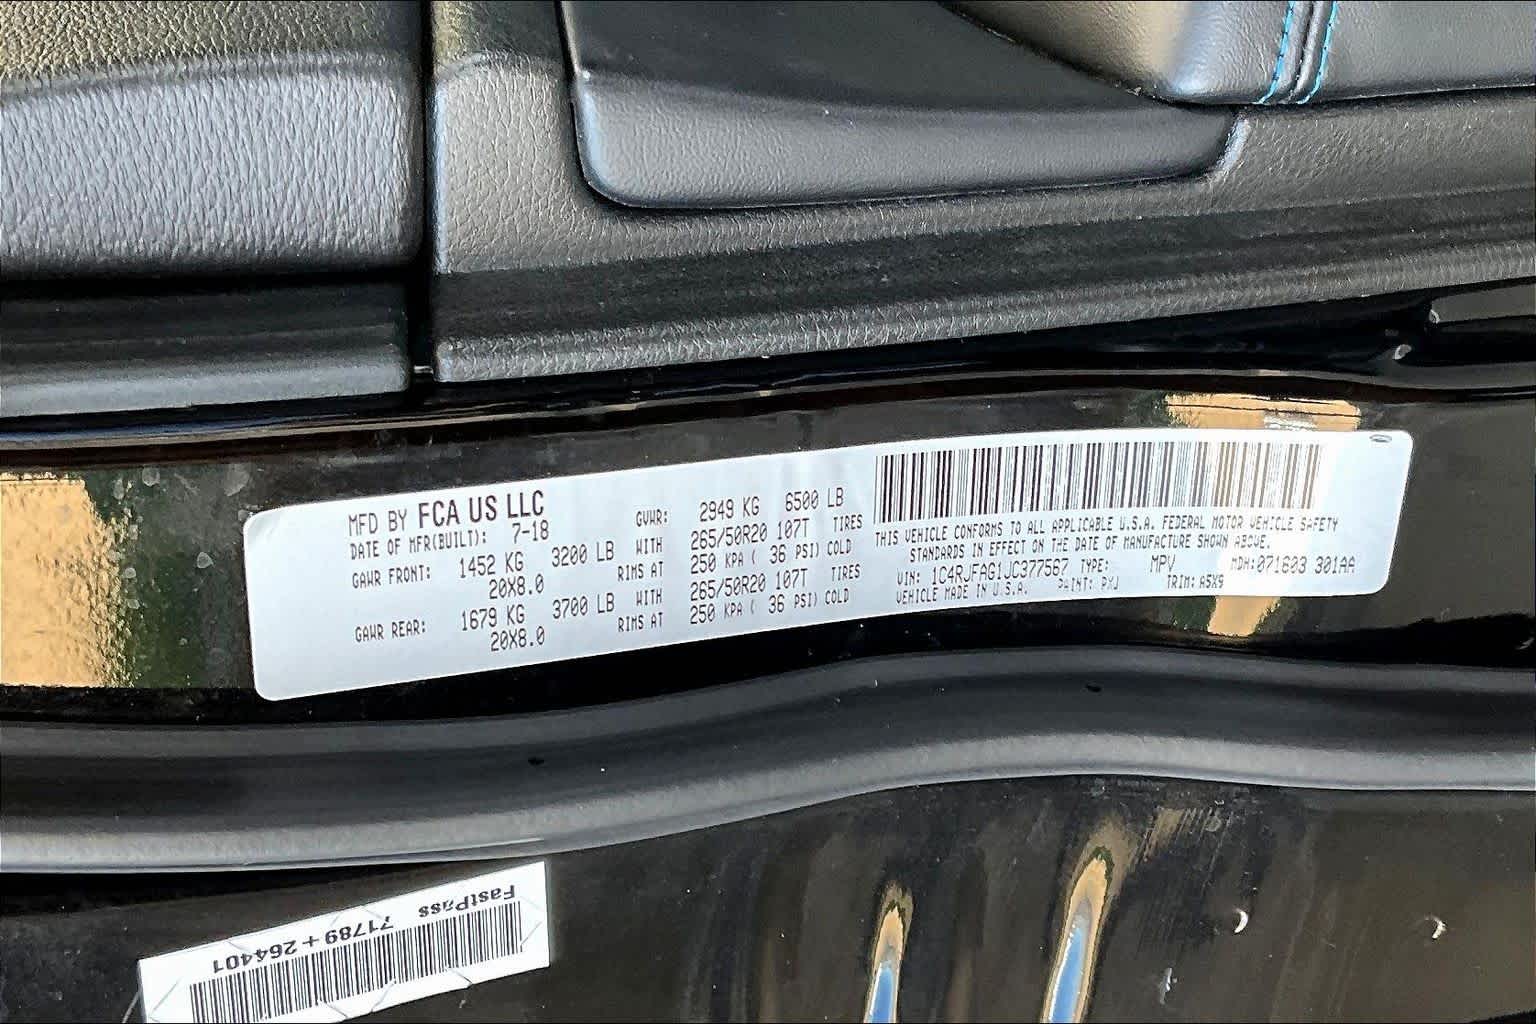 MFD BY FCA US LLC
DATE OF MFR(BUILT): 7-18
GVWR: 2949 KG 6500 LB
GAWR FRONT: 1452 KG 3200 LB WITH 265/50R20 107T TIRES
20X8.0 RIMS AT 250 KPA ( 36 PSI) COLD
GAWR REAR: 1679 KG 3700 LB WITH 265/50R20 107T TIRES
20X8.0 RIMS AT 250 KPA ( 36 PSI) COLD
THIS VEHICLE CONFORMS TO ALL APPLICABLE U.S.A. FEDERAL MOTOR VEHICLE SAFETY
STANDARDS IN EFFECT ON THE DATE OF MANUFACTURE SHOWN ABOVE.
VIN: 1C4RJFAG1JC377567 TYPE: MPV MDH:071603 301AA
VEHICLE MADE IN U.S.A. PAINT: PXJ TRIM: A5X9
FastPass
71789+264401